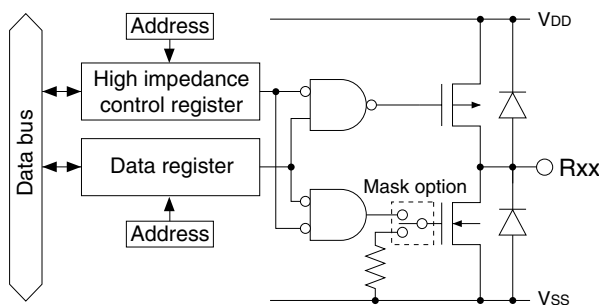 Address
VDD
High impedance
control register
Data bus
Data register
Mask option
Rxx
Address
VSS